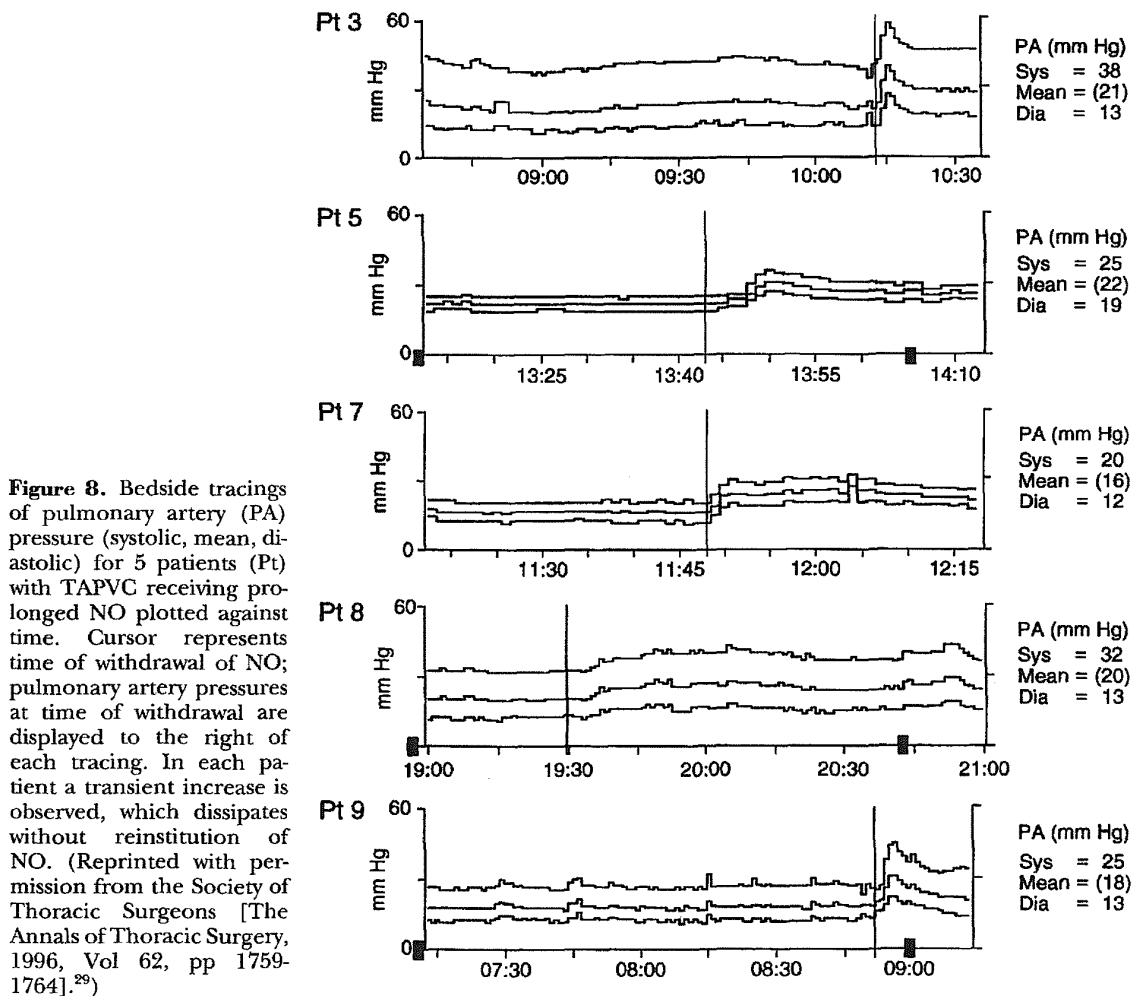 Pt 3
60
mm Hg
0
09:00 09:30 10:00 10:30
PA (mm Hg)
Sys = 38
Mean = (21)
Dia = 13
Pt 5
60
mm Hg
0
13:25 13:40 13:55 14:10
PA (mm Hg)
Sys = 25
Mean = (22)
Dia = 19
Pt 7
60
mm Hg
0
11:30 11:45 12:00 12:15
PA (mm Hg)
Sys = 20
Mean = (16)
Dia = 12
Pt 8
60
mm Hg
0
19:00 19:30 20:00 20:30 21:00
PA (mm Hg)
Sys = 32
Mean = (20)
Dia = 13
Pt 9
60
mm Hg
0
07:30 08:00 08:30 09:00
PA (mm Hg)
Sys = 25
Mean = (18)
Dia = 13
Figure 8. Bedside tracings
of pulmonary artery (PA)
pressure (systolic, mean, di-
astolic) for 5 patients (Pt)
with TAPVC receiving pro-
longed NO plotted against
time. Cursor represents
time of withdrawal of NO;
pulmonary artery pressures
at time of withdrawal are
displayed to the right of
each tracing. In each pa-
tient a transient increase is
observed, which dissipates
without reinstitution of
NO. (Reprinted with per-
mission from the Society of
Thoracic Surgeons [The
Annals of Thoracic Surgery,
1996, Vol 62, pp 1759-
1764].29)